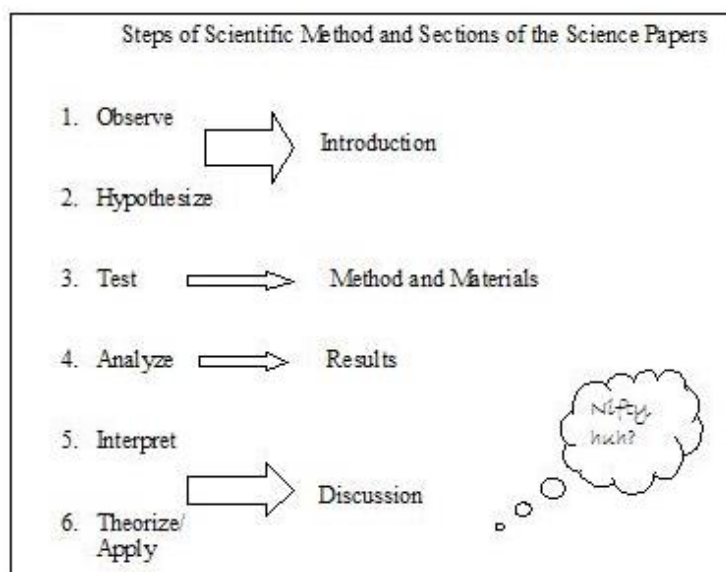 Steps of Scientific Method and Sections of the Science Papers
1. Observe
Introduction
2. Hypothesize
3. Test
Method and Materials
4. Analyze
Results
5. Interpret
Discussion
6. Theorize/
Apply
Nifty,
huh?